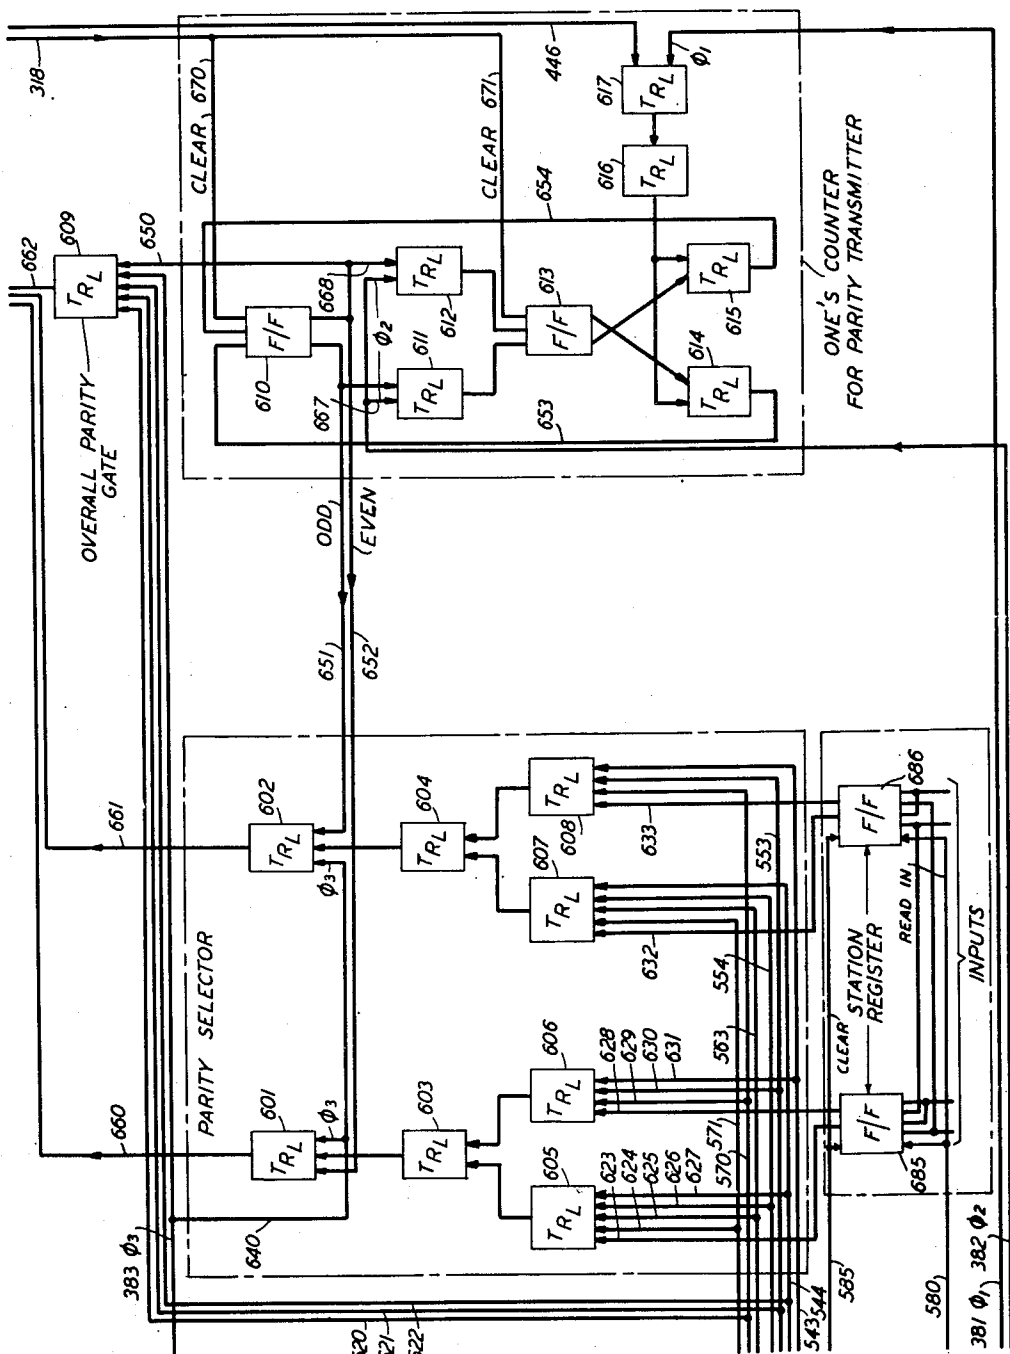 318
CLEAR
670
CLEAR
671
446
ϕ1
617
TRL
616
TRL
654
ONE'S COUNTER
FOR PARITY TRANSMITTER
662
609
TRL
650
OVERALL PARITY
GATE
610
F/F
668
ϕ2
667
612
TRL
611
TRL
613
F/F
615
TRL
614
TRL
653
ODD
EVEN
651
652
661
660
PARITY SELECTOR
602
TRL
ϕ3
601
TRL
ϕ3
604
TRL
603
TRL
608
TRL
607
TRL
606
TRL
605
TRL
633
632
628
629
630
631
623
624
625
626
627
553
554
563
571
570
640
383 ϕ3
620
621
622
543
544
585
580
381 ϕ1
382 ϕ2
686
F/F
685
F/F
CLEAR
STATION
REGISTER
READ IN
INPUTS